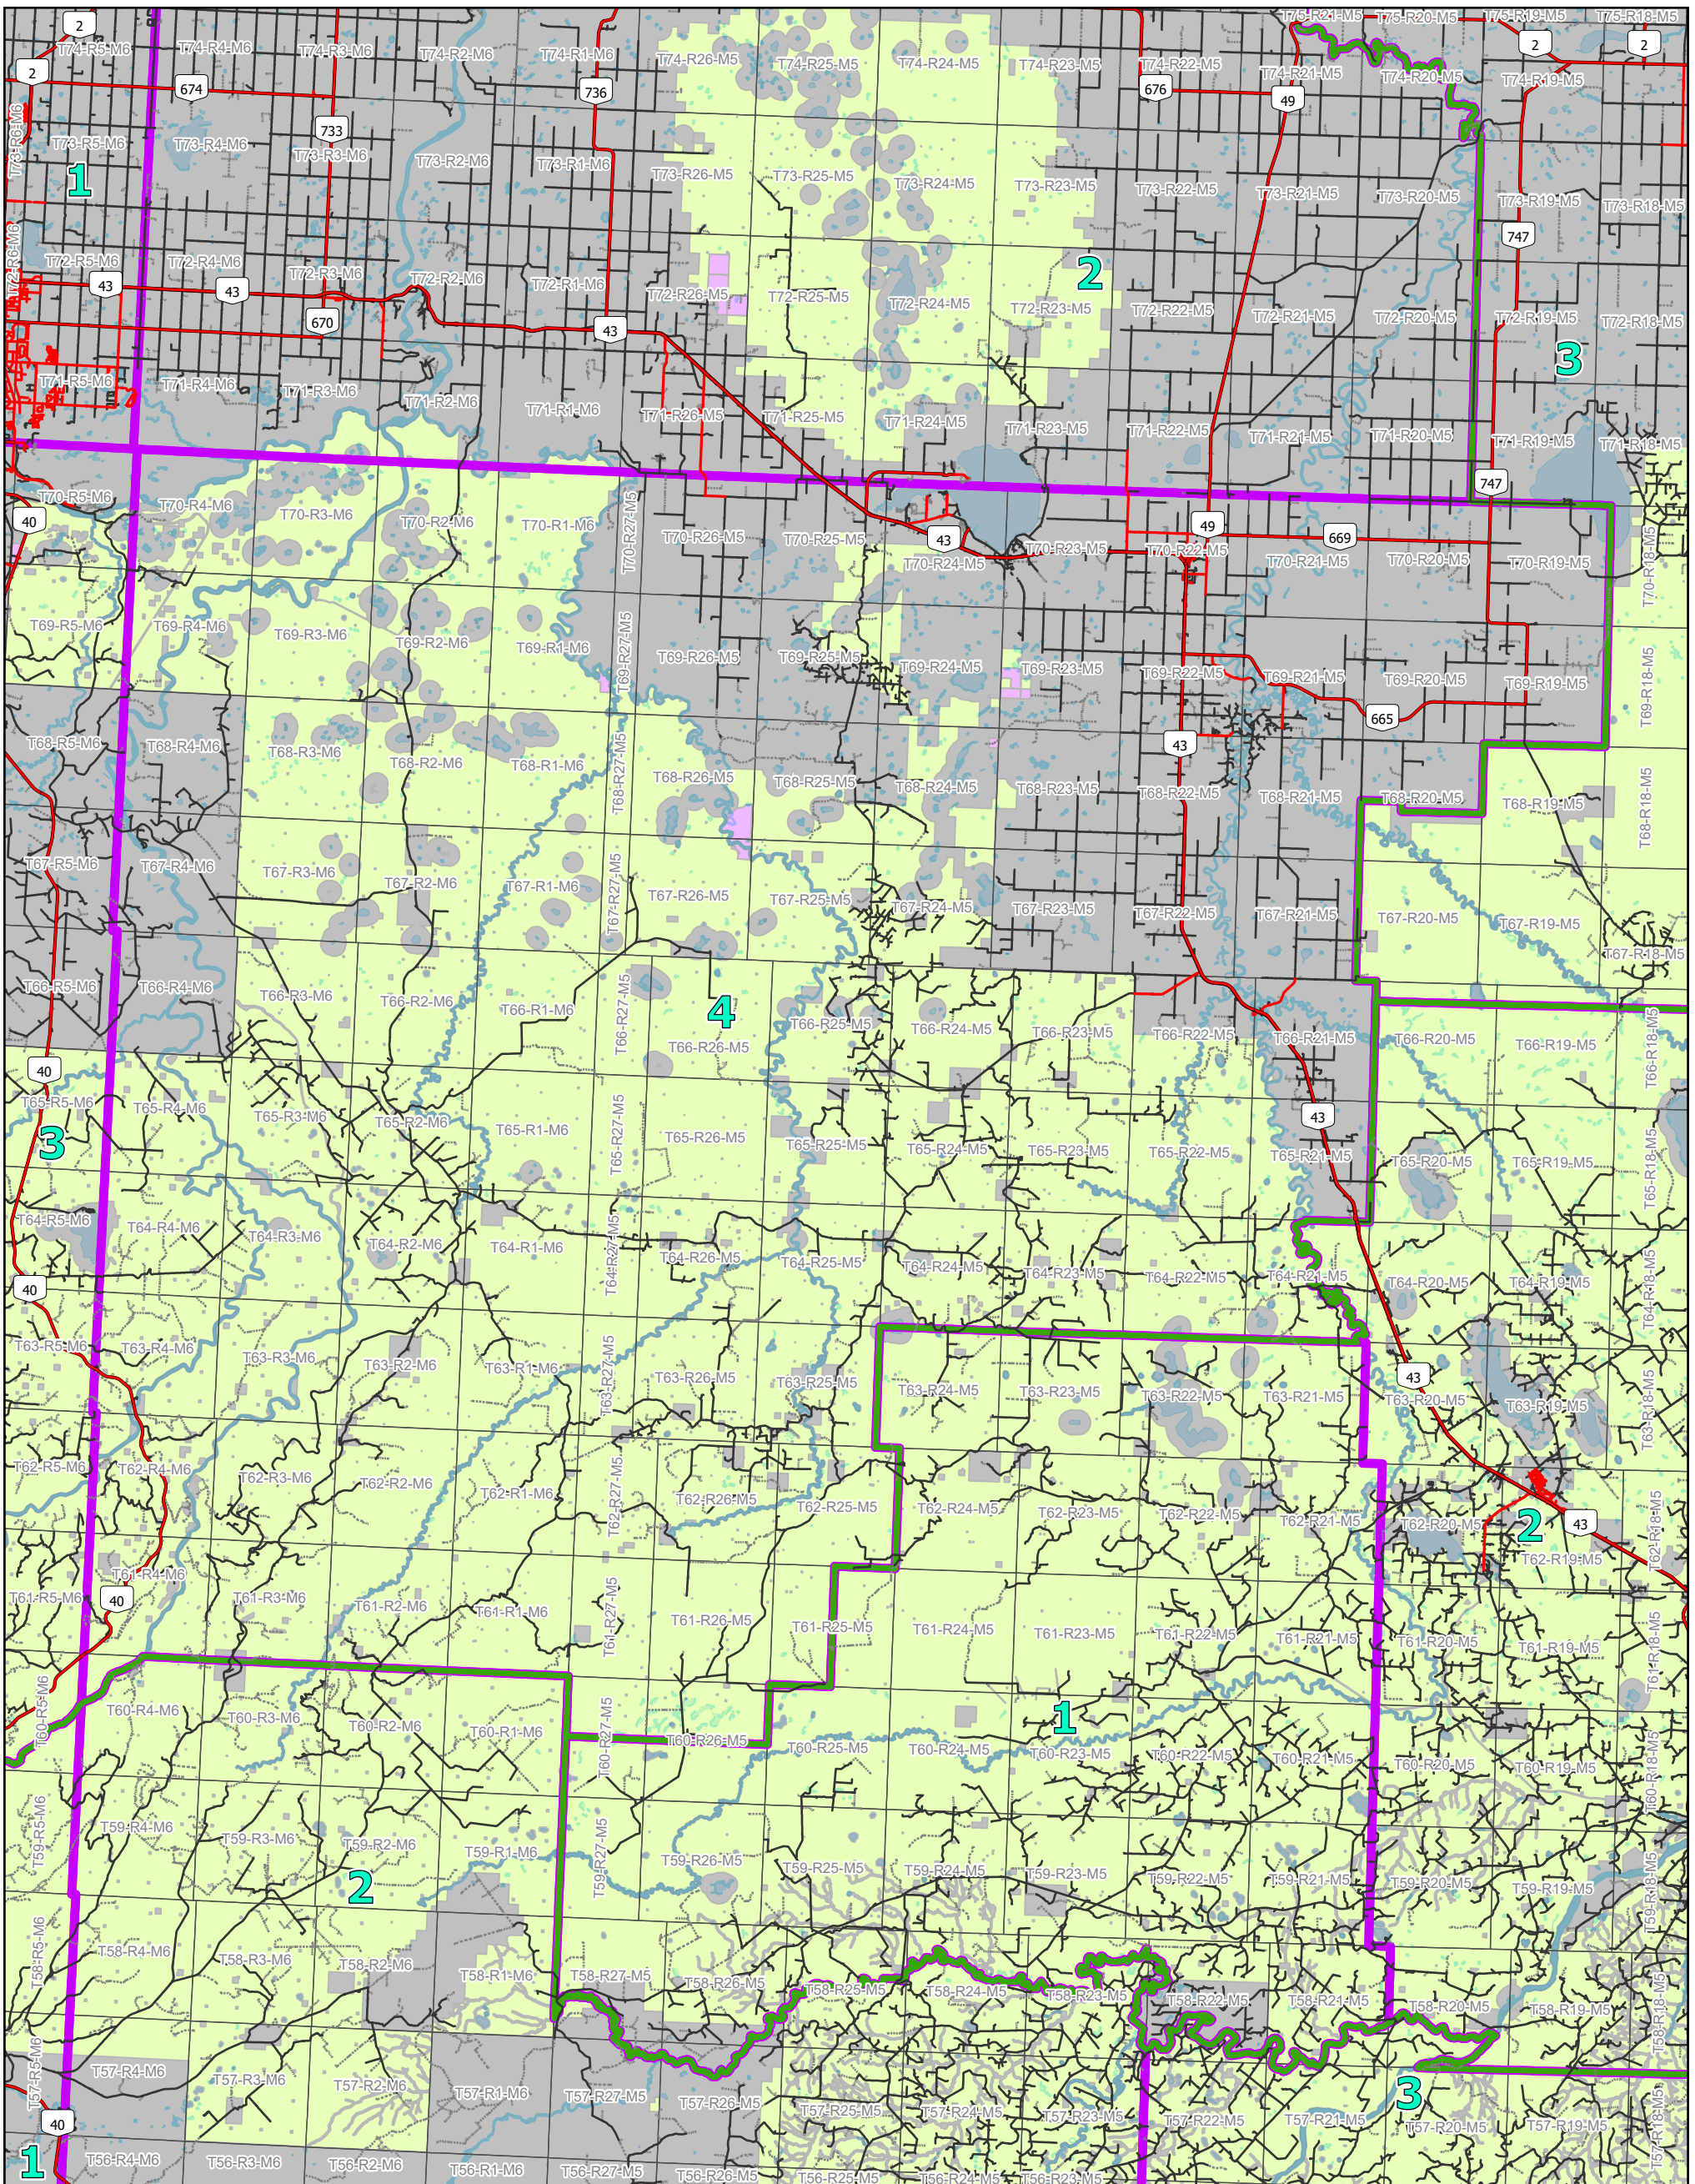 T75-R21-M5 T75-R20-M5 T75-R19-M5 T75-R18-M5
2 2 2
T74-R5-M6 T74-R4-M6 T74-R3-M6 T74-R2-M6 T74-R1-M6 T74-R26-M5 T74-R25-M5 T74-R24-M5 T74-R23-M5 T74-R22-M5 T74-R21-M5 T74-R20-M5 T74-R19-M5
2 674 736 676 49
733
T73-R6-M6 T73-R5-M6 T73-R4-M6 T73-R3-M6 T73-R2-M6 T73-R1-M6 T73-R26-M5 T73-R25-M5 T73-R24-M5 T73-R23-M5 T73-R22-M5 T73-R21-M5 T73-R20-M5 T73-R19-M5 T73-R18-M5
1
747
2
T72-R6-M6 T72-R5-M6 T72-R4-M6 T72-R3-M6 T72-R2-M6 T72-R1-M6 T72-R26-M5 T72-R25-M5 T72-R24-M5 T72-R23-M5 T72-R22-M5 T72-R21-M5 T72-R20-M5 T72-R19-M5 T72-R18-M5
43 43 670 43
3
T71-R5-M6 T71-R4-M6 T71-R3-M6 T71-R2-M6 T71-R1-M6 T71-R26-M5 T71-R25-M5 T71-R24-M5 T71-R23-M5 T71-R22-M5 T71-R21-M5 T71-R20-M5 T71-R19-M5 T71-R18-M5
747
T70-R5-M6 T70-R4-M6 T70-R3-M6 T70-R2-M6 T70-R1-M6 T70-R27-M5 T70-R26-M5 T70-R25-M5 T70-R24-M5 T70-R23-M5 T70-R22-M5 T70-R21-M5 T70-R20-M5 T70-R19-M5 T70-R18-M5
40 43 49 669
T69-R5-M6 T69-R4-M6 T69-R3-M6 T69-R2-M6 T69-R1-M6 T69-R27-M5 T69-R26-M5 T69-R25-M5 T69-R24-M5 T69-R23-M5 T69-R22-M5 T69-R21-M5 T69-R20-M5 T69-R19-M5 T69-R18-M5
665
43
T68-R5-M6 T68-R4-M6 T68-R3-M6 T68-R2-M6 T68-R1-M6 T68-R27-M5 T68-R26-M5 T68-R25-M5 T68-R24-M5 T68-R23-M5 T68-R22-M5 T68-R21-M5 T68-R20-M5 T68-R19-M5 T68-R18-M5
T67-R5-M6 T67-R4-M6 T67-R3-M6 T67-R2-M6 T67-R1-M6 T67-R27-M5 T67-R26-M5 T67-R25-M5 T67-R24-M5 T67-R23-M5 T67-R22-M5 T67-R21-M5 T67-R20-M5 T67-R19-M5 T67-R18-M5
T66-R5-M6 T66-R4-M6 T66-R3-M6 T66-R2-M6 T66-R1-M6 T66-R27-M5 T66-R26-M5 T66-R25-M5 T66-R24-M5 T66-R23-M5 T66-R22-M5 T66-R21-M5 T66-R20-M5 T66-R19-M5 T66-R18-M5
4
40
43
T65-R5-M6 T65-R4-M6 T65-R3-M6 T65-R2-M6 T65-R1-M6 T65-R27-M5 T65-R26-M5 T65-R25-M5 T65-R24-M5 T65-R23-M5 T65-R22-M5 T65-R21-M5 T65-R20-M5 T65-R19-M5 T65-R18-M5
3
T64-R5-M6 T64-R4-M6 T64-R3-M6 T64-R2-M6 T64-R1-M6 T64-R27-M5 T64-R26-M5 T64-R25-M5 T64-R24-M5 T64-R23-M5 T64-R22-M5 T64-R21-M5 T64-R20-M5 T64-R19-M5 T64-R18-M5
40
T63-R5-M6 T63-R4-M6 T63-R3-M6 T63-R2-M6 T63-R1-M6 T63-R27-M5 T63-R26-M5 T63-R25-M5 T63-R24-M5 T63-R23-M5 T63-R22-M5 T63-R21-M5 T63-R20-M5 T63-R19-M5 T63-R18-M5
43
T62-R5-M6 T62-R4-M6 T62-R3-M6 T62-R2-M6 T62-R1-M6 T62-R27-M5 T62-R26-M5 T62-R25-M5 T62-R24-M5 T62-R23-M5 T62-R22-M5 T62-R21-M5 T62-R20-M5 T62-R19-M5 T62-R18-M5
2
43
T61-R5-M6 T61-R4-M6 T61-R3-M6 T61-R2-M6 T61-R1-M6 T61-R27-M5 T61-R26-M5 T61-R25-M5 T61-R24-M5 T61-R23-M5 T61-R22-M5 T61-R21-M5 T61-R20-M5 T61-R19-M5 T61-R18-M5
40
1
T60-R5-M6 T60-R4-M6 T60-R3-M6 T60-R2-M6 T60-R1-M6 T60-R27-M5 T60-R26-M5 T60-R25-M5 T60-R24-M5 T60-R23-M5 T60-R22-M5 T60-R21-M5 T60-R20-M5 T60-R19-M5 T60-R18-M5
T59-R5-M6 T59-R4-M6 T59-R3-M6 T59-R2-M6 T59-R1-M6 T59-R27-M5 T59-R26-M5 T59-R25-M5 T59-R24-M5 T59-R23-M5 T59-R22-M5 T59-R21-M5 T59-R20-M5 T59-R19-M5 T59-R18-M5
2
T58-R5-M6 T58-R4-M6 T58-R3-M6 T58-R2-M6 T58-R1-M6 T58-R27-M5 T58-R26-M5 T58-R25-M5 T58-R24-M5 T58-R23-M5 T58-R22-M5 T58-R21-M5 T58-R20-M5 T58-R19-M5 T58-R18-M5
T57-R5-M6 T57-R4-M6 T57-R3-M6 T57-R2-M6 T57-R1-M6 T57-R27-M5 T57-R26-M5 T57-R25-M5 T57-R24-M5 T57-R23-M5 T57-R22-M5 T57-R21-M5 T57-R20-M5 T57-R19-M5 T57-R18-M5
3
40
1
T56-R4-M6 T56-R3-M6 T56-R2-M6 T56-R1-M6 T56-R27-M5 T56-R26-M5 T56-R25-M5 T56-R24-M5 T56-R23-M5